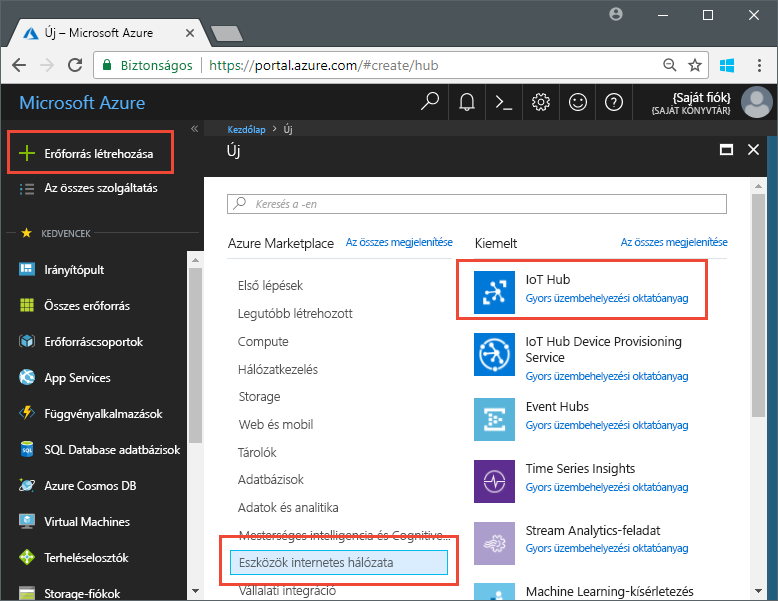 Új – Microsoft Azure
Biztonságos
https://portal.azure.com/#create/hub
Microsoft Azure
{Saját fiók}
{SAJÁT KÖNYVTÁR}
Erőforrás létrehozása
Az összes szolgáltatás
KEDVENCEK
Irányítópult
Összes erőforrás
Erőforráscsoportok
App Services
Függvényalkalmazások
SQL Database adatbázisok
Azure Cosmos DB
Virtual Machines
Terheléselosztók
Storage-fiókok
Kezdőlap > Új
Új
Keresés a -en
Azure Marketplace Az összes megjelenítése
Első lépések
Legutóbb létrehozott
Compute
Hálózatkezelés
Storage
Web és mobil
Tárolók
Adatbázisok
Adatok és analitika
Mesterséges intelligencia és Cognitive...
Eszközök internetes hálózata
Vállalati integráció
Kiemelt Az összes megjelenítése
IoT Hub
Gyors üzembehelyezési oktatóanyag
IoT Hub Device Provisioning
Service
Gyors üzembehelyezési oktatóanyag
Event Hubs
Gyors üzembehelyezési oktatóanyag
Time Series Insights
Gyors üzembehelyezési oktatóanyag
Stream Analytics-feladat
Gyors üzembehelyezési oktatóanyag
Machine Learning-kísérletezés